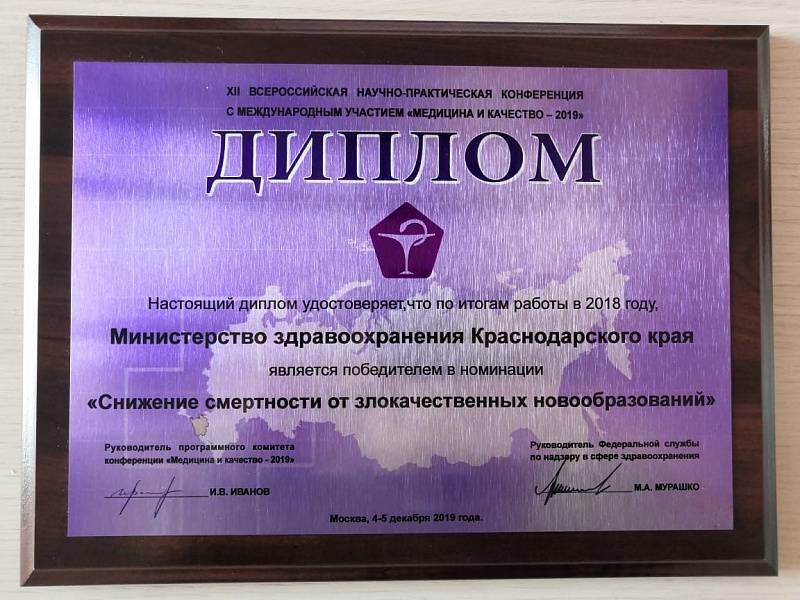 XII ВСЕРОССИЙСКАЯ НАУЧНО-ПРАКТИЧЕСКАЯ КОНФЕРЕНЦИЯ
С МЕЖДУНАРОДНЫМ УЧАСТИЕМ «МЕДИЦИНА И КАЧЕСТВО – 2019»
ДИПЛОМ
Настоящий диплом удостоверяет,что по итогам работы в 2018 году,
Министерство здравоохранения Краснодарского края
является победителем в номинации
«Снижение смертности от злокачественных новообразований»
Руководитель программного комитета
конференции «Медицина и качество - 2019»
И.В. ИВАНОВ
Руководитель Федеральной службы
по надзору в сфере здравоохранения
М.А. МУРАШКО
Москва, 4-5 декабря 2019 года.